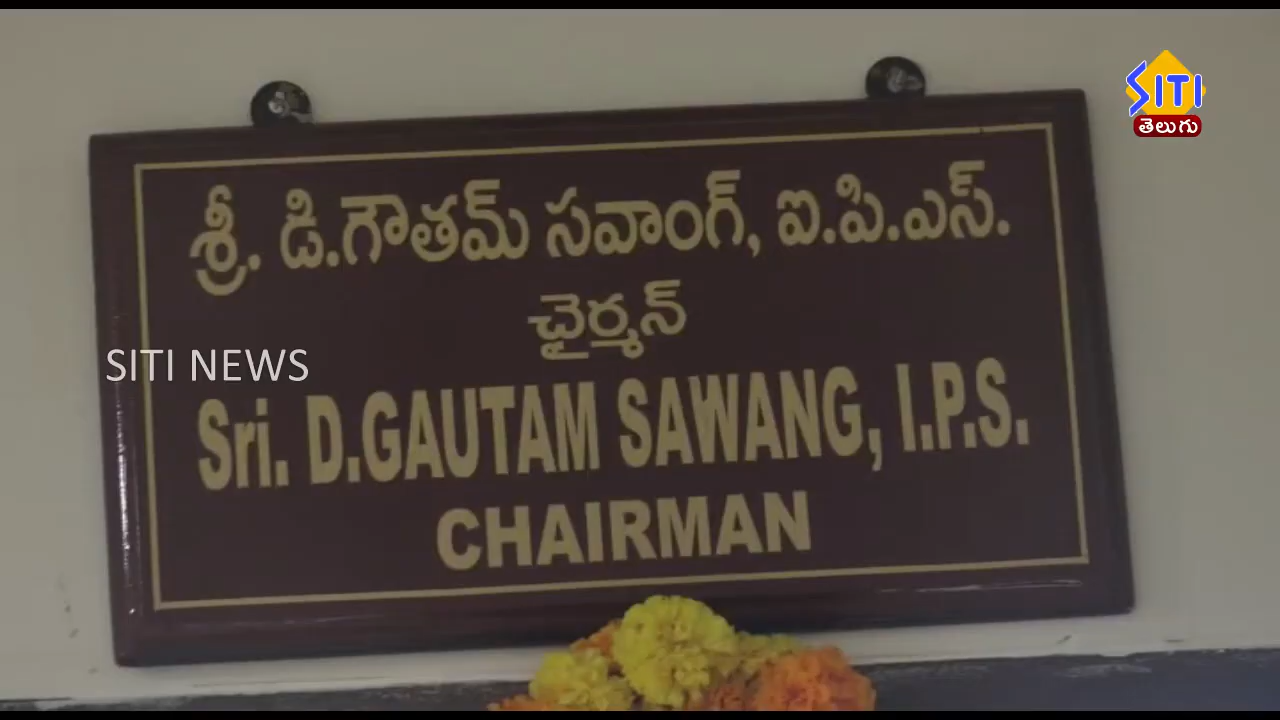 SITI
తెలుగు
శ్రీ. డి.గౌతమ్ సవాంగ్, ఐ.పి.ఎస్.
ఛైర్మన్
SITI NEWS
Sri. D.GAUTAM SAWANG, I.P.S.
CHAIRMAN